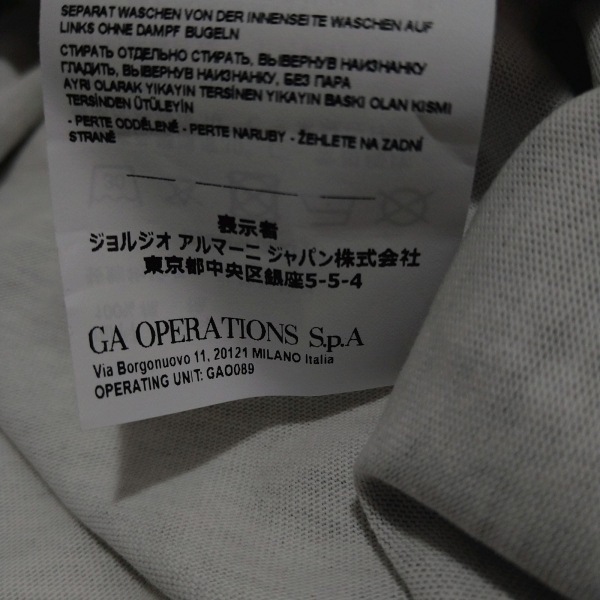 SEPARAT WASCHEN VON DER INNENSEITE WASCHEN AUF
LINKS OHNE DAMPF BUGELN
СТИРАТЬ ОТДЕЛЬНО СТИРАТЬ, ВЫВЕРНУВ НАИЗНАНКУ
ГЛАДИТЬ, ВЫВЕРНУВ НАИЗНАНКУ, БЕЗ ПАРА
AYRI OLARAK YIKAYIN TERSİNEN YIKAYIN BASKI OLAN KISMI
TERSİNDEN ÜTÜLEYİN
- PERTE ODDĚLENĚ - PERTE NARUBY - ŽEHLETE NA ZADNÍ
STRANĚ
表示者
ジョルジオ アルマーニ ジャパン株式会社
東京都中央区銀座5-5-4
GA OPERATIONS S.p.A
Via Borgonuovo 11, 20121 MILANO Italia
OPERATING UNIT: GAO089